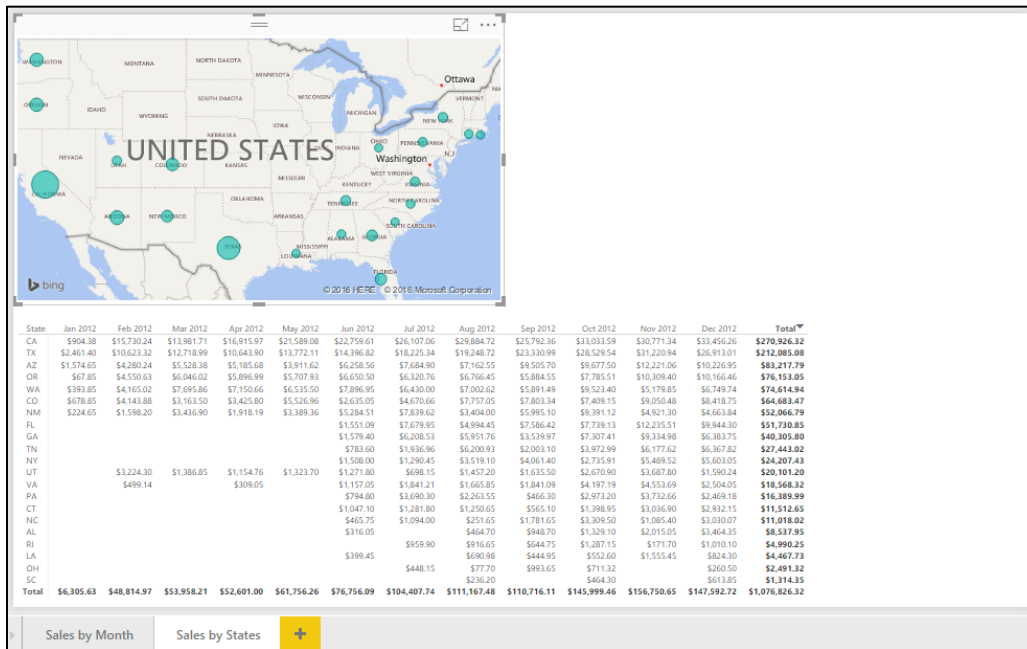 Ottawa
WASHINGTON
MONTANA
NORTH DAKOTA
MINNESOTA
VERMONT
OREGON
IDAHO
SOUTH DAKOTA
WISCONSIN
MICHIGAN
NEW YORK
WYOMING
IOWA
NEBRASKA
UNITED STATES
OHIO
PENNSYLVANIA
NJ
NEVADA
UTAH
COLORADO
KANSAS
INDIANA
Washington
MISSOURI
WEST VIRGINIA
KENTUCKY
VIRGINIA
CALIFORNIA
OKLAHOMA
TENNESSEE
NORTH CAROLINA
ARIZONA
NEW MEXICO
ARKANSAS
SOUTH CAROLINA
TEXAS
MISSISSIPPI
ALABAMA
GEORGIA
LOUISIANA
FLORIDA
bing
© 2016 HERE © 2016 Microsoft Corporation
State Jan 2012 Feb 2012 Mar 2012 Apr 2012 May 2012 Jun 2012 Jul 2012 Aug 2012 Sep 2012 Oct 2012 Nov 2012 Dec 2012 Total
CA $904.38 $15,730.24 $13,981.71 $16,915.97 $21,589.08 $22,759.61 $26,107.06 $29,884.72 $25,792.36 $33,033.59 $30,771.34 $33,456.26 $270,926.32
TX $2,461.40 $10,623.32 $12,718.99 $10,643.90 $13,772.11 $14,396.82 $18,225.34 $19,248.72 $23,330.99 $28,529.54 $31,220.94 $26,913.01 $212,085.08
AZ $1,574.65 $4,280.24 $5,528.38 $5,185.68 $3,911.62 $6,258.56 $7,684.90 $7,162.55 $9,505.70 $9,677.50 $12,221.06 $10,226.95 $83,217.79
OR $67.85 $4,550.63 $6,046.02 $5,896.99 $5,707.93 $6,650.50 $6,320.76 $6,766.45 $5,884.55 $7,785.51 $10,309.40 $10,166.46 $76,153.05
WA $393.85 $4,165.02 $7,695.86 $7,150.66 $6,535.50 $7,896.95 $6,430.00 $7,002.62 $5,891.49 $9,523.40 $5,179.85 $6,749.74 $74,614.94
CO $678.85 $4,143.88 $3,163.50 $3,425.80 $5,526.96 $2,635.05 $4,670.66 $7,757.05 $7,803.34 $7,409.15 $9,050.48 $8,418.75 $64,683.47
NM $224.65 $1,598.20 $3,436.90 $1,918.19 $3,389.36 $5,284.51 $7,839.62 $3,404.00 $5,995.10 $9,391.12 $4,921.30 $4,663.84 $52,066.79
FL $1,551.09 $7,679.95 $4,994.45 $7,586.42 $7,739.13 $12,235.51 $9,944.30 $51,730.85
GA $1,579.40 $6,208.53 $5,951.76 $3,539.97 $7,307.41 $9,334.98 $6,383.75 $40,305.80
TN $783.60 $1,936.96 $6,200.93 $2,003.10 $3,972.99 $6,177.62 $6,367.82 $27,443.02
NY $1,508.00 $1,290.45 $3,519.10 $4,061.40 $2,735.91 $5,489.52 $5,603.05 $24,207.43
UT $3,224.30 $1,386.85 $1,154.76 $1,323.70 $1,271.80 $698.15 $1,457.20 $1,635.50 $2,670.90 $3,687.80 $1,590.24 $20,101.20
VA $499.14 $309.05 $1,157.05 $1,841.21 $1,665.85 $1,841.09 $4,197.19 $4,553.69 $2,504.05 $18,568.32
PA $794.80 $3,690.30 $2,263.55 $466.30 $2,973.20 $3,732.66 $2,469.18 $16,389.99
CT $1,047.10 $1,281.80 $1,250.65 $565.10 $1,398.95 $3,036.90 $2,932.15 $11,512.65
NC $465.75 $1,094.00 $251.65 $1,781.65 $3,309.50 $1,085.40 $3,030.07 $11,018.02
AL $316.05 $464.70 $948.70 $1,329.10 $2,015.05 $3,464.35 $8,537.95
RI $959.90 $916.65 $644.75 $1,287.15 $171.70 $1,010.10 $4,990.25
LA $399.45 $690.98 $444.95 $552.60 $1,555.45 $824.30 $4,467.73
OH $448.15 $77.70 $993.65 $711.32 $260.50 $2,491.32
SC $236.20 $464.30 $613.85 $1,314.35
Total $6,305.63 $48,814.97 $53,958.21 $52,601.00 $61,756.26 $76,756.09 $104,407.74 $111,167.48 $110,716.11 $145,999.46 $156,750.65 $147,592.72 $1,076,826.32
Sales by Month Sales by States +